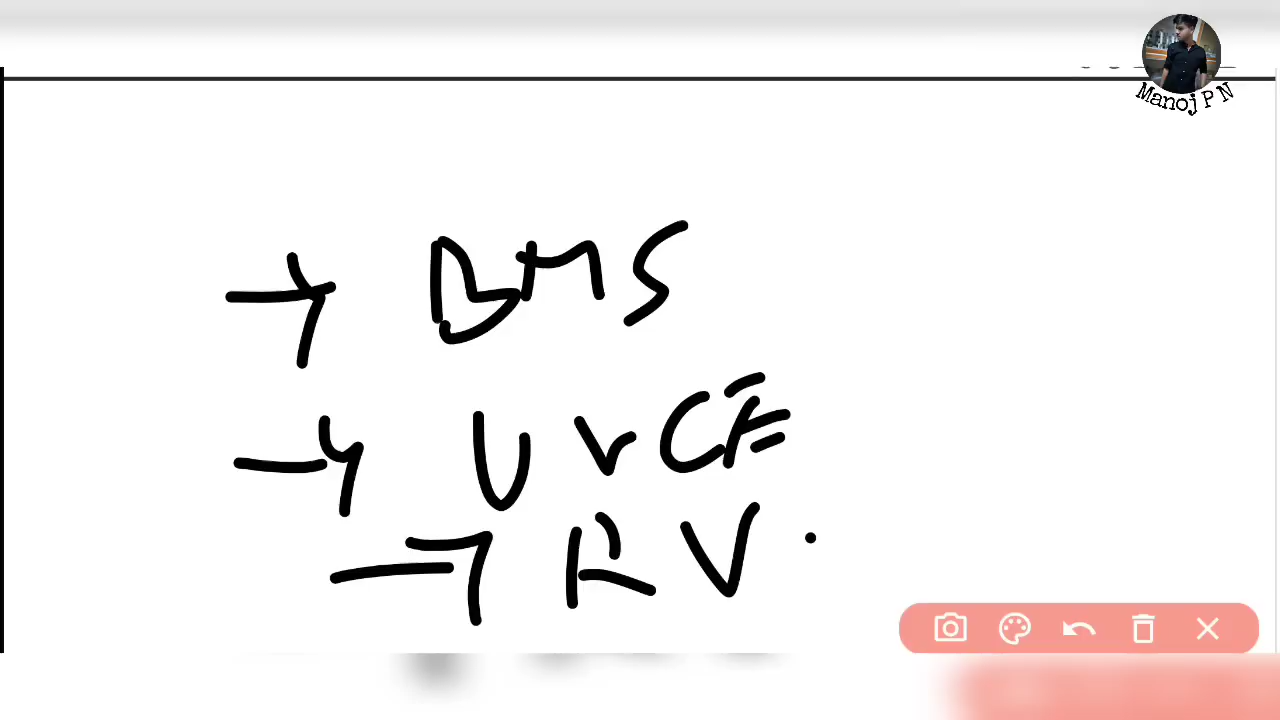 Manoj P N
→ BMS
→ UVCE
→ RV.